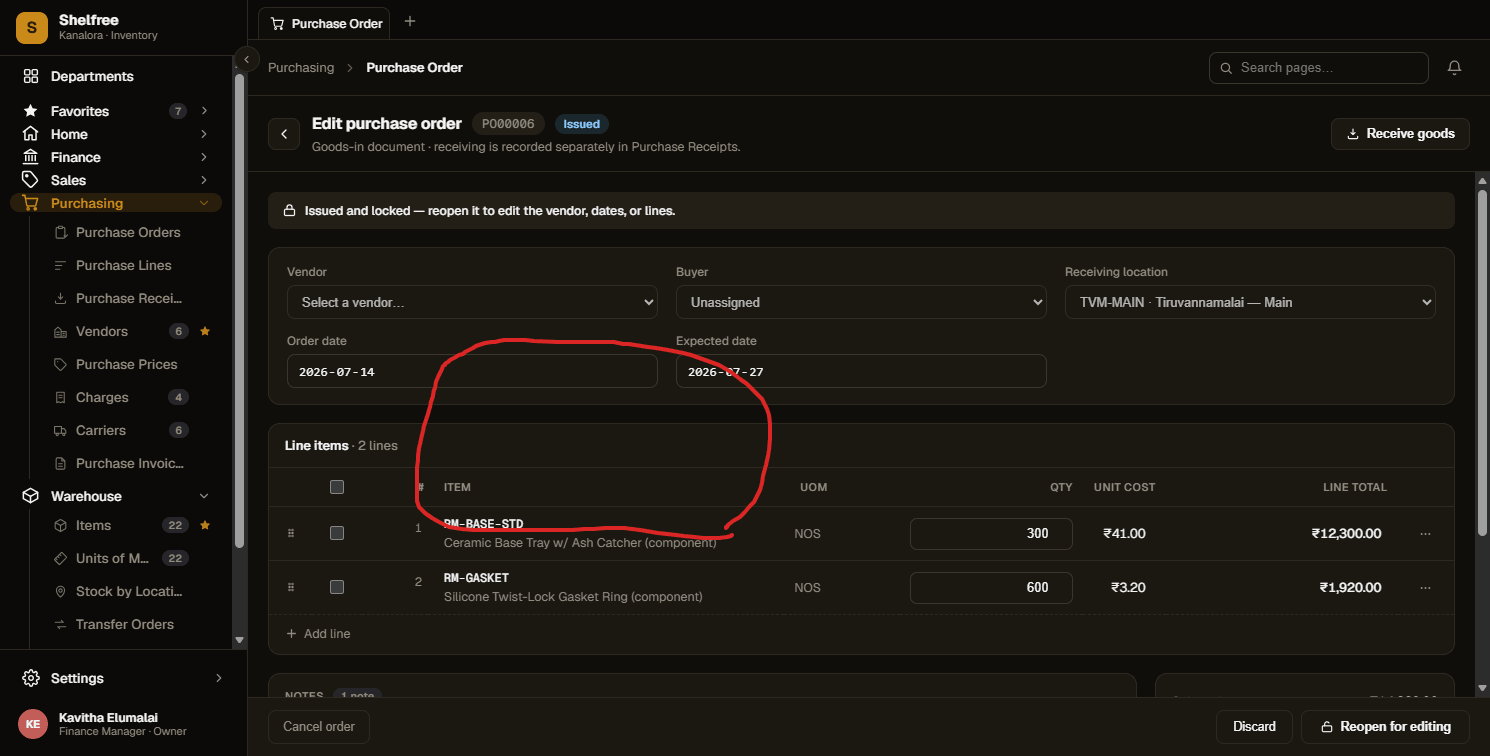 S
Shelfree
Kanalora · Inventory
Departments
Favorites 7
Home
Finance
Sales
Purchasing
Purchase Orders
Purchase Lines
Purchase Recei...
Vendors 6
Purchase Prices
Charges 4
Carriers 6
Purchase Invoic...
Warehouse
Items 22
Units of M... 22
Stock by Locati...
Transfer Orders
Settings
KE
Kavitha Elumalai
Finance Manager · Owner
Purchase Order
Purchasing > Purchase Order
Search pages...
Edit purchase order PO00006 Issued
Goods-in document · receiving is recorded separately in Purchase Receipts.
Receive goods
Issued and locked — reopen it to edit the vendor, dates, or lines.
Vendor Buyer Receiving location
Select a vendor... Unassigned TVM-MAIN · Tiruvannamalai — Main
Order date Expected date
2026-07-14 2026-07-27
Line items · 2 lines
# ITEM UOM QTY UNIT COST LINE TOTAL
1 RM-BASE-STD NOS 300 ₹41.00 ₹12,300.00
Ceramic Base Tray w/ Ash Catcher (component)
2 RM-GASKET NOS 600 ₹3.20 ₹1,920.00
Silicone Twist-Lock Gasket Ring (component)
+ Add line
NOTES 1 note
Cancel order Discard Reopen for editing